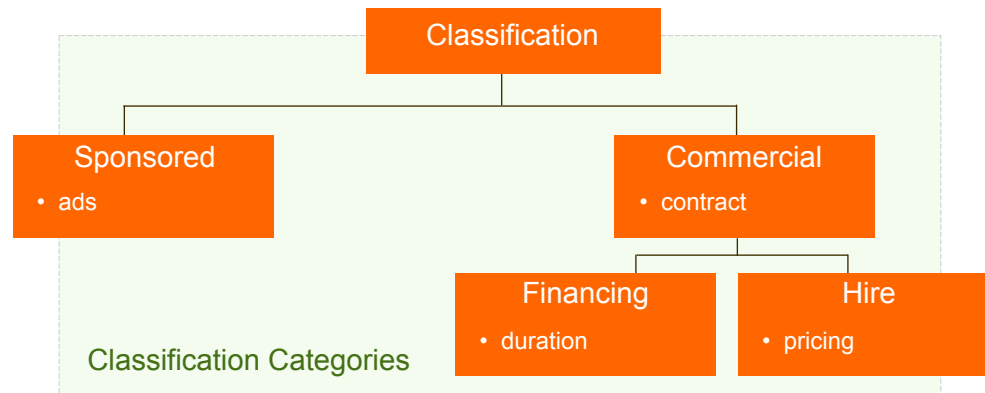 Classification
Sponsored
• ads
Commercial
• contract
Financing
• duration
Hire
• pricing
Classification Categories